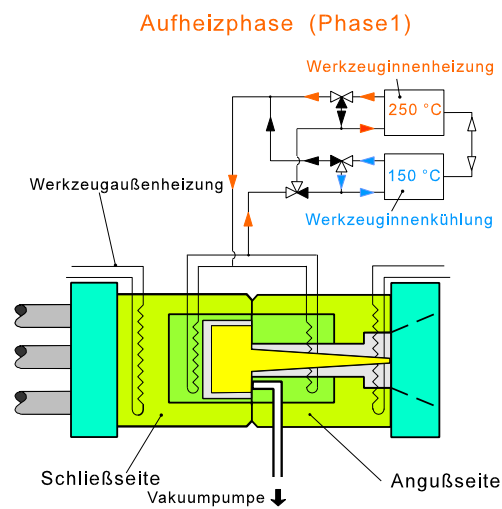 Aufheizphase (Phase1)
Werkzeuginnenheizung
250 °C
150 °C
Werkzeugaußenheizung
Werkzeuginnenkühlung
Schließseite
Angußseite
Vakuumpumpe